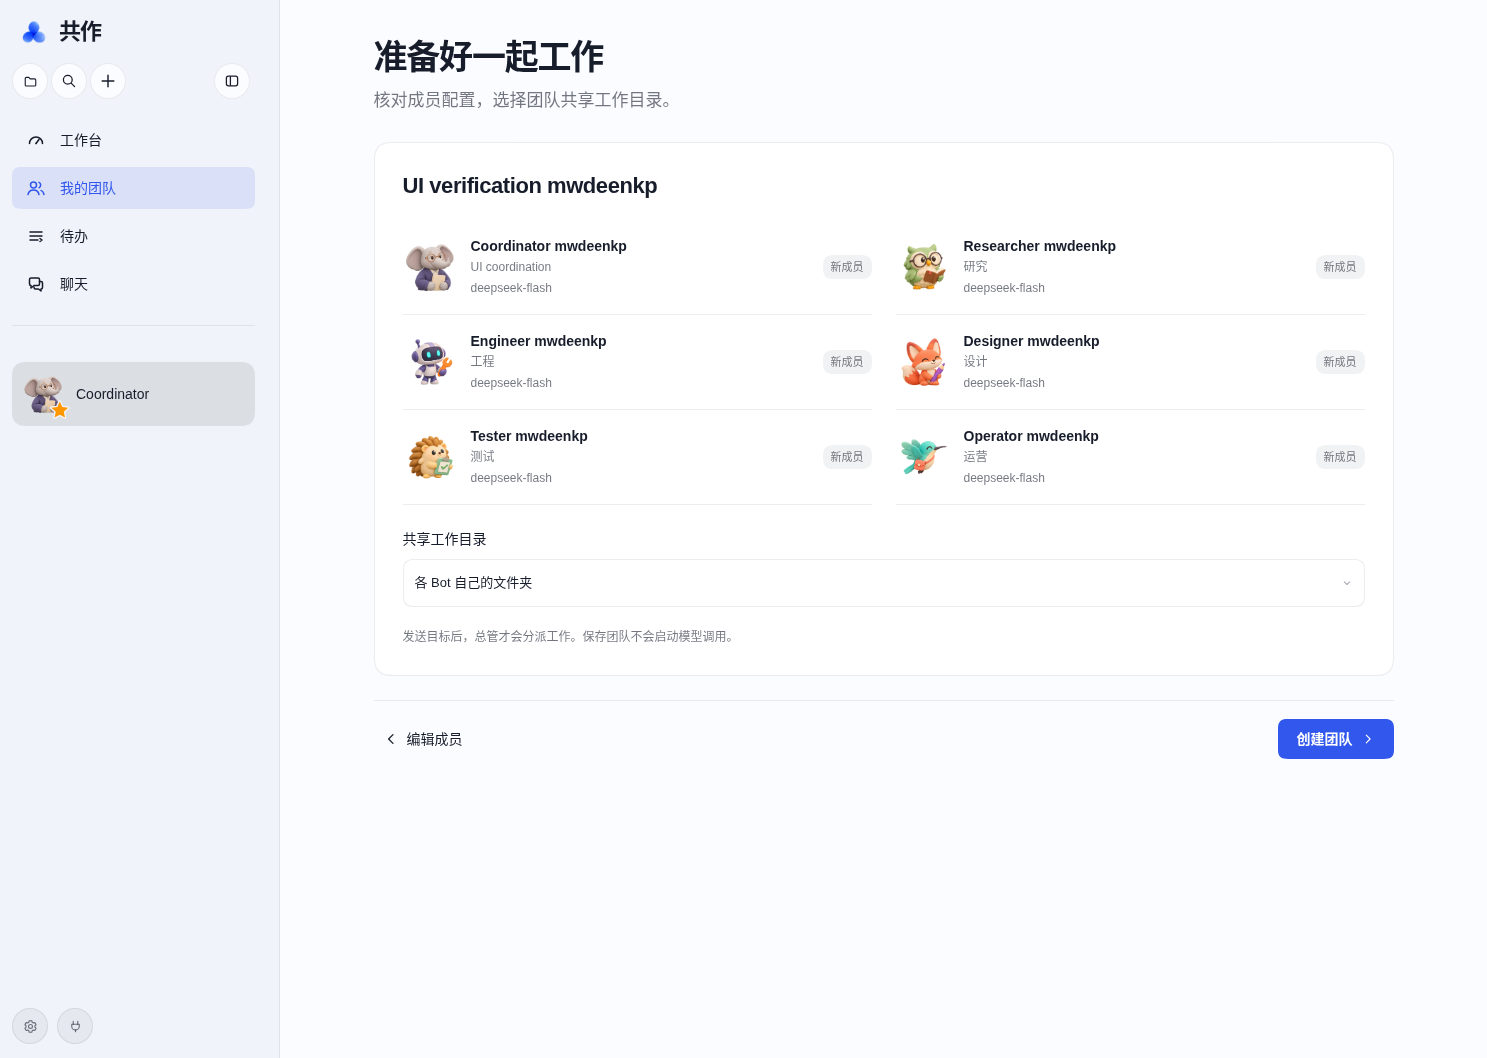 共作
工作台
我的团队
待办
聊天
Coordinator
准备好一起工作
核对成员配置，选择团队共享工作目录。
UI verification mwdeenkp
Coordinator mwdeenkp
UI coordination
deepseek-flash
新成员
Researcher mwdeenkp
研究
deepseek-flash
新成员
Engineer mwdeenkp
工程
deepseek-flash
新成员
Designer mwdeenkp
设计
deepseek-flash
新成员
Tester mwdeenkp
测试
deepseek-flash
新成员
Operator mwdeenkp
运营
deepseek-flash
新成员
共享工作目录
各 Bot 自己的文件夹
发送目标后，总管才会分派工作。保存团队不会启动模型调用。
编辑成员
创建团队